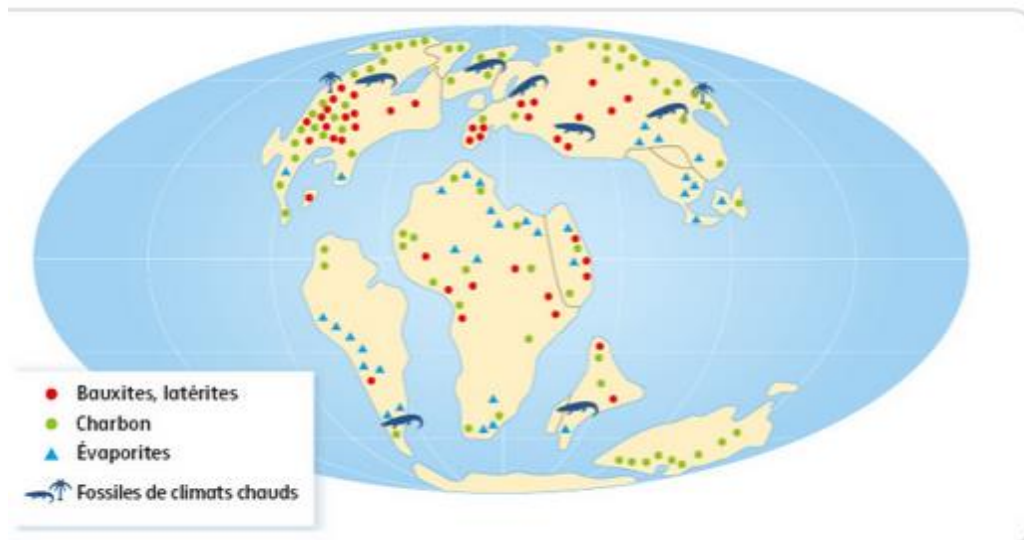 Bauxites, latérites
Charbon
Évaporites
Fossiles de climats chauds